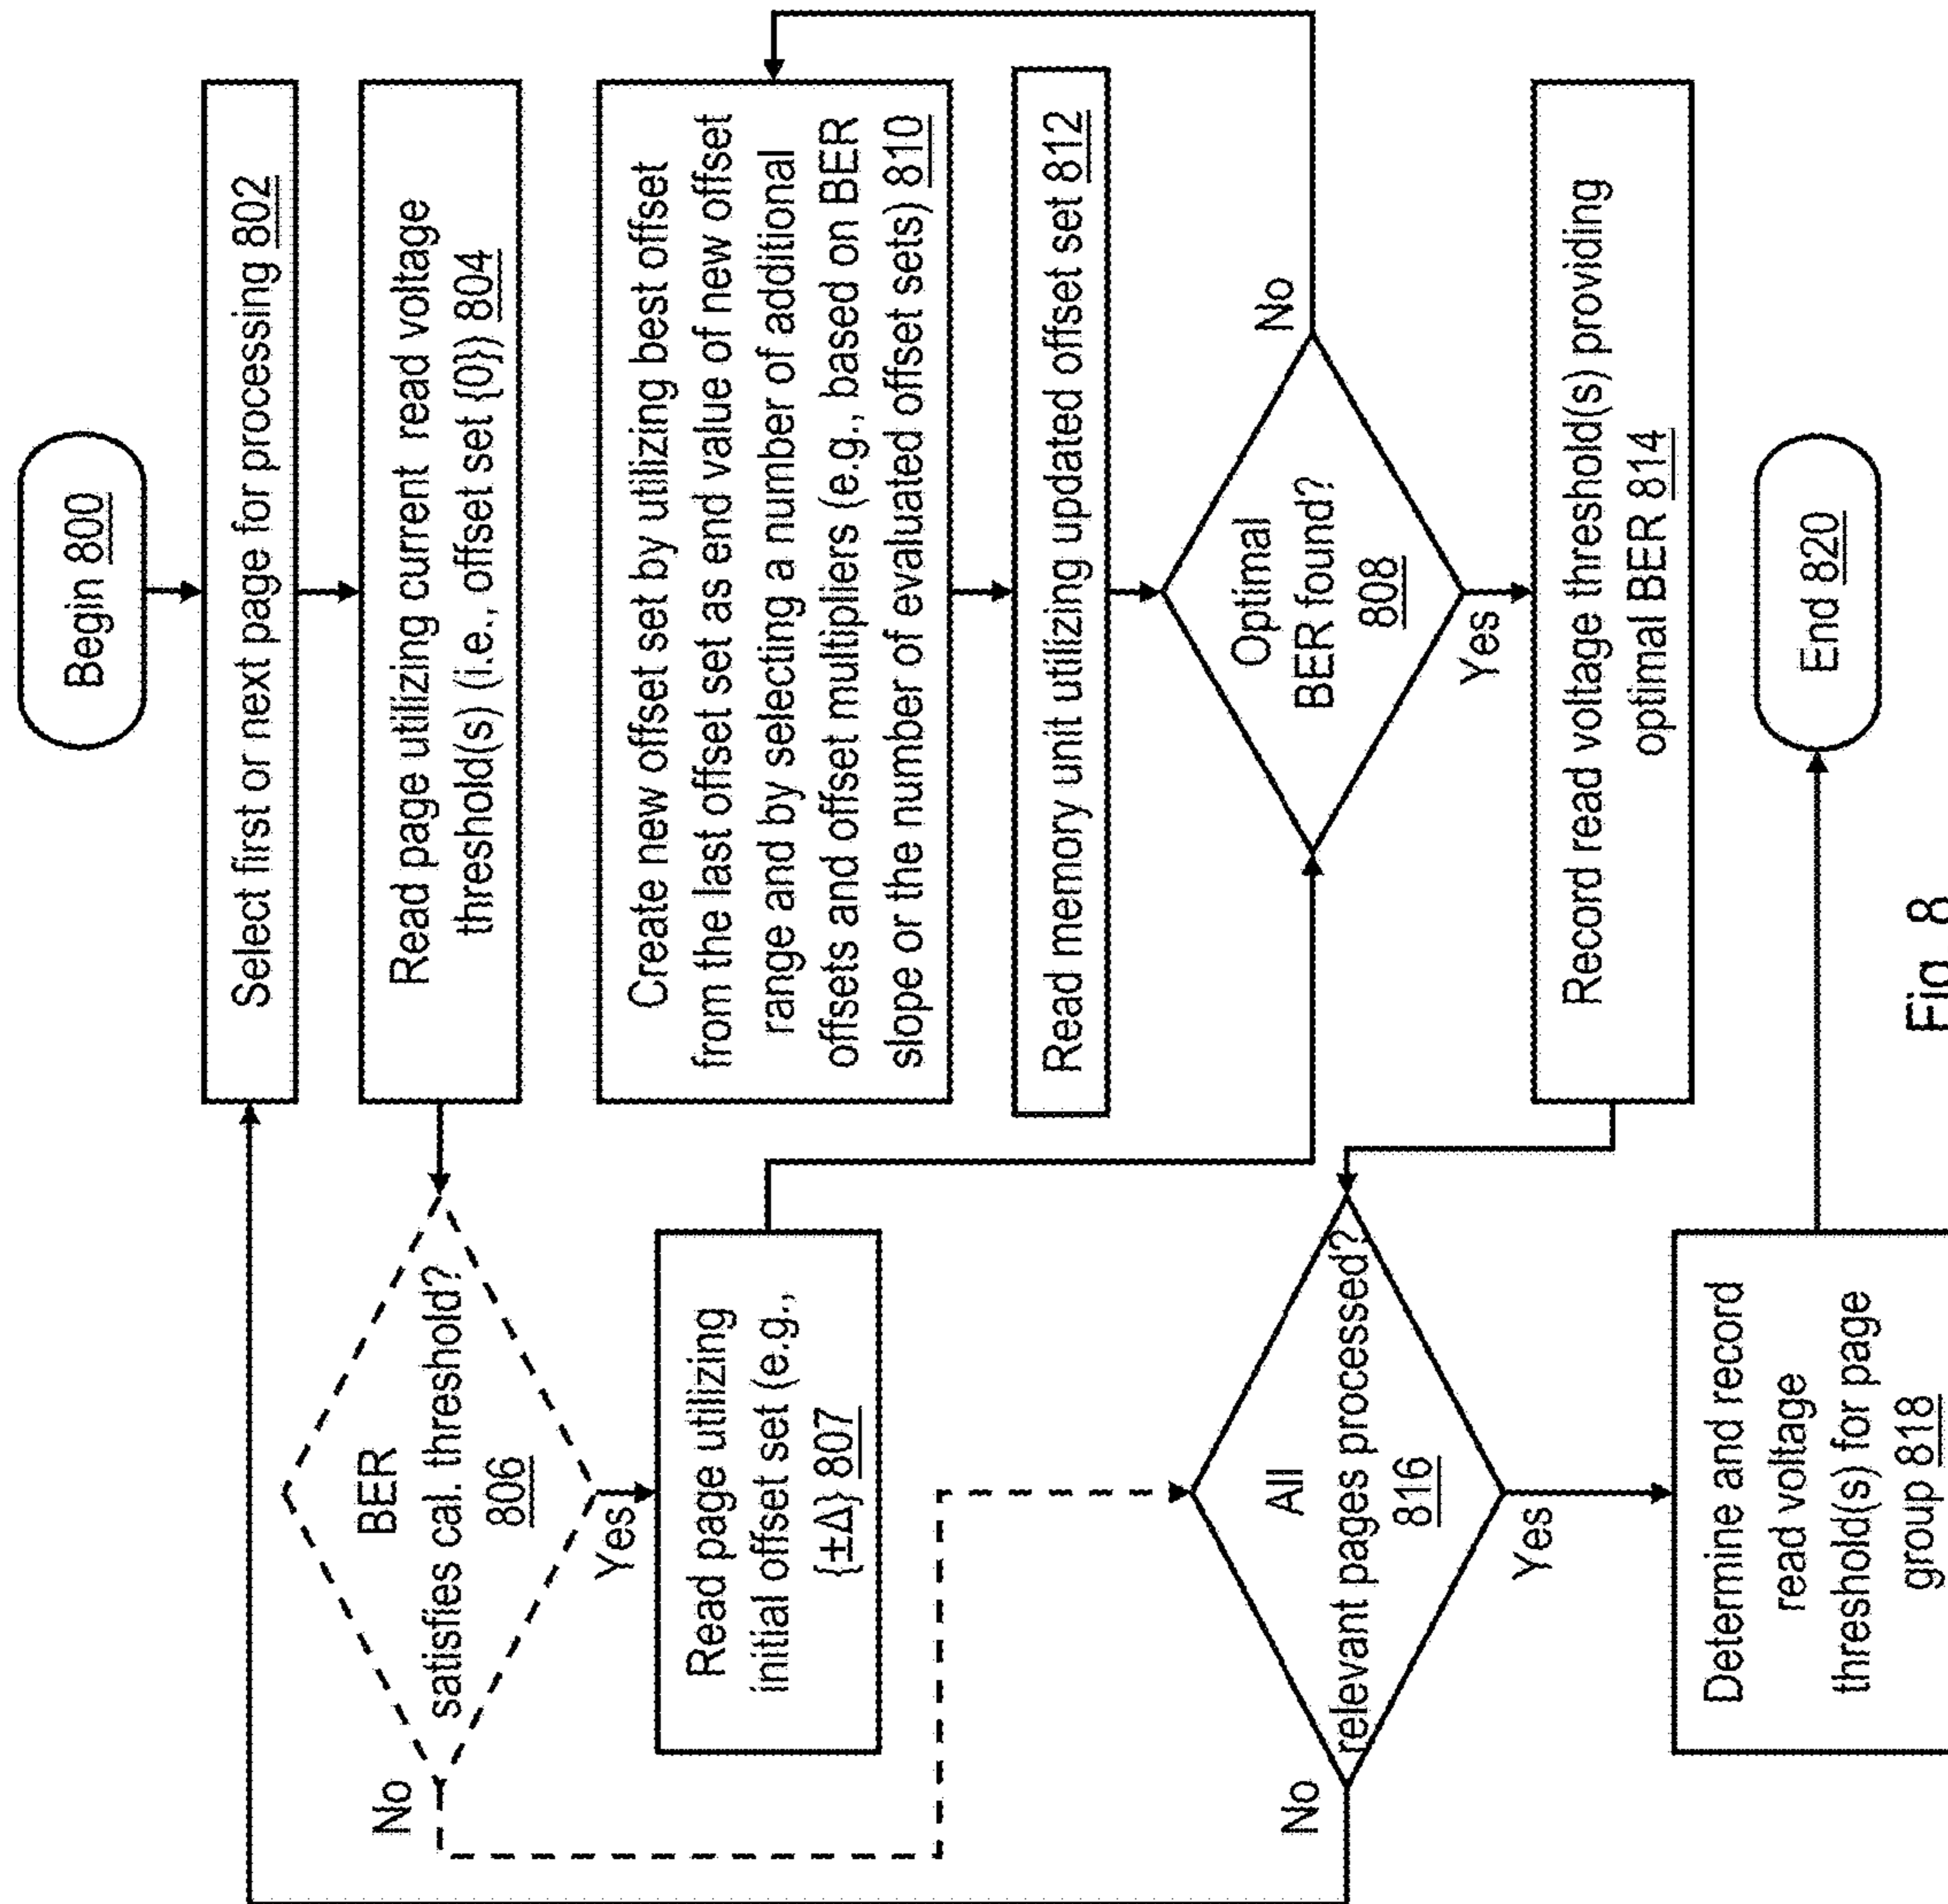 Begin 800
Select first or next page for processing 802
Read page utilizing current read voltage
threshold(s) (i.e., offset set {0}) 804
BER
satisfies cal. threshold?
806
No
Yes
Read page utilizing
initial offset set (e.g.,
{±Δ} 807
Create new offset set by utilizing best offset
from the last offset set as end value of new offset
range and by selecting a number of additional
offsets and offset multipliers (e.g., based on BER
slope or the number of evaluated offset sets) 810
Read memory unit utilizing updated offset set 812
Optimal
BER found?
808
No
Yes
Record read voltage threshold(s) providing
optimal BER 814
All
relevant pages processed?
816
No
Yes
Determine and record
read voltage
threshold(s) for page
group 818
End 820
Fig. 8